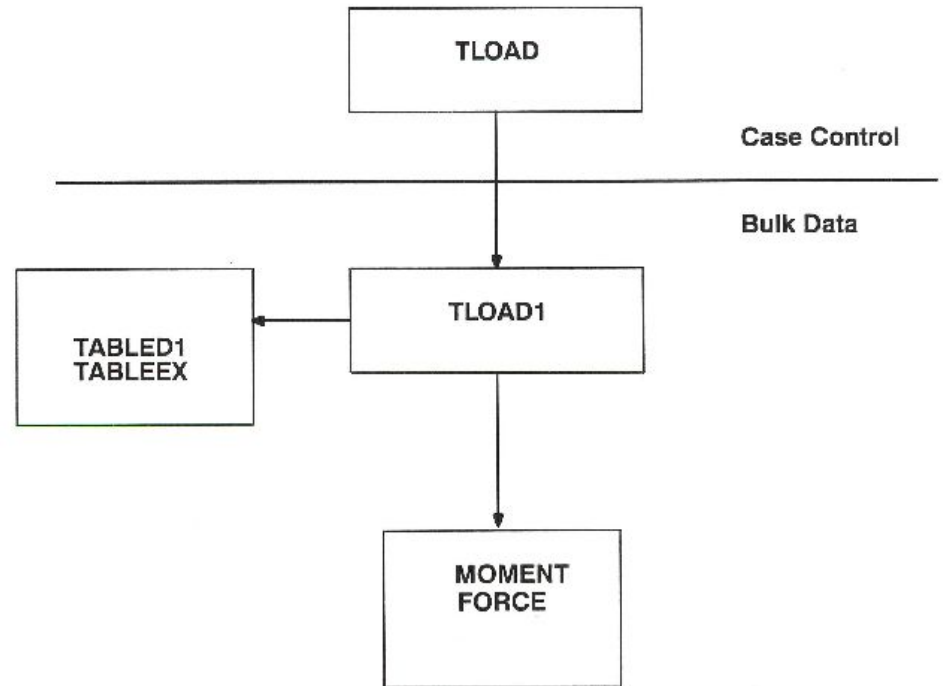 TLOAD
Case Control
Bulk Data
TLOAD1
TABLED1
TABLEEX
MOMENT
FORCE